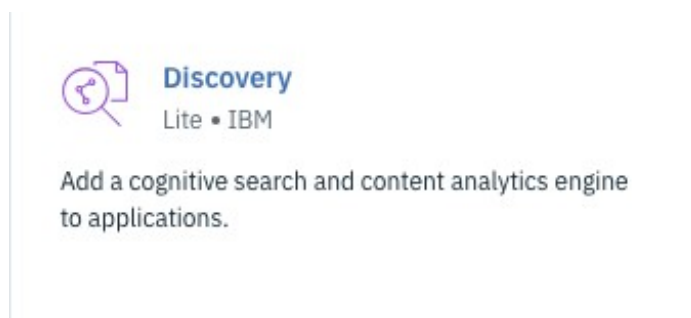 Discovery
Lite • IBM
Add a cognitive search and content analytics engine
to applications.